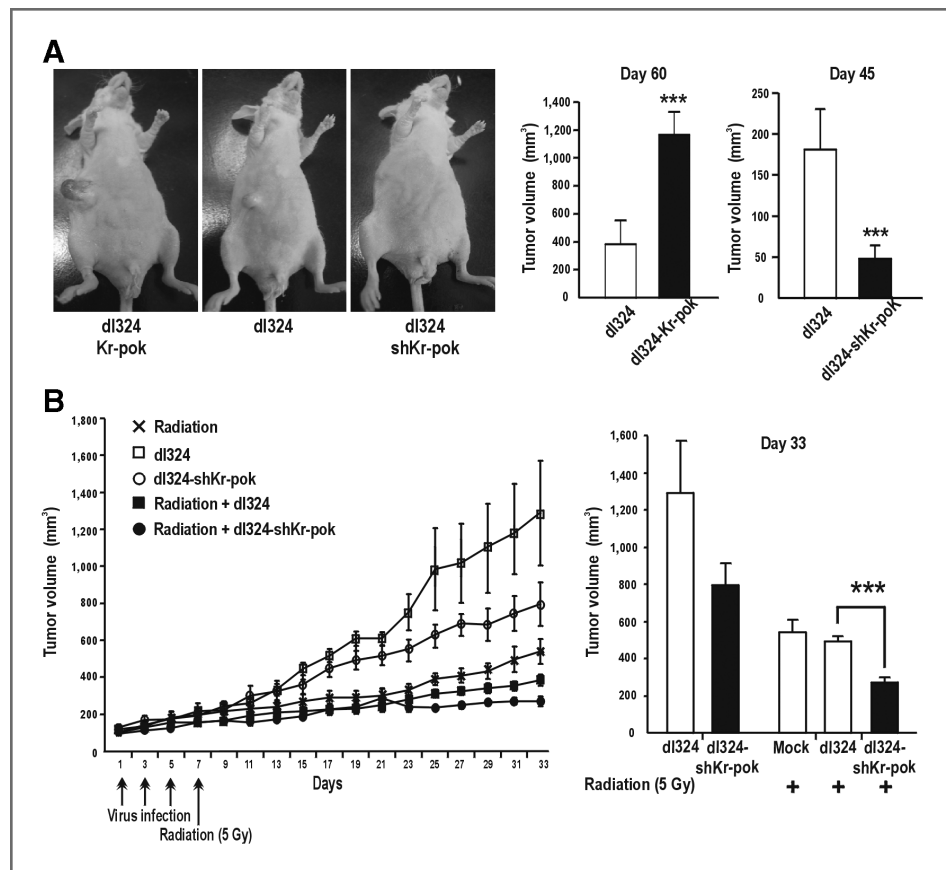 A
dl324
Kr-pok
dl324
dl324
shKr-pok
Day 60
Tumor volume (mm³)
1,400
1,200
1,000
800
600
400
200
0
***
dl324
dl324-Kr-pok
Day 45
Tumor volume (mm³)
250
200
150
100
50
0
***
dl324
dl324-shKr-poK
B
Tumor volume (mm³)
1,800
1,600
1,400
1,200
1,000
800
600
400
200
0
Radiation
dl324
dl324-shKr-pok
Radiation + dl324
Radiation + dl324-shKr-pok
1 3 5 7 9 11 13 15 17 19 21 23 25 27 29 31 33
Days
Virus infection
Radiation (5 Gy)
Day 33
Tumor volume (mm³)
1,600
1,400
1,200
1,000
800
600
400
200
0
***
dl324 dl324-shKr-pok Mock dl324 dl324-shKr-pok
Radiation (5 Gy) + + +